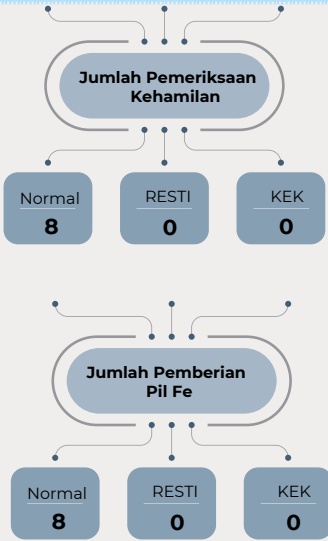 Jumlah Pemeriksaan
Kehamilan
Normal
8
RESTI
0
KEK
0
Jumlah Pemberian
Pil Fe
Normal
8
RESTI
0
KEK
0